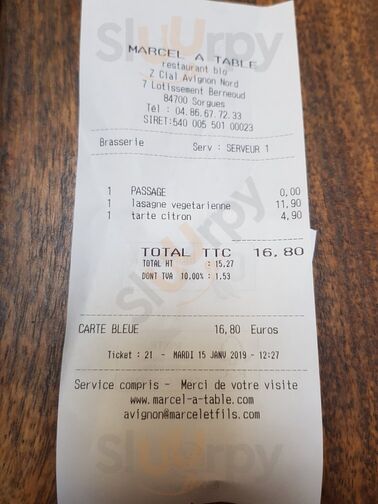 MARCEL A TABLE
restaurant bio
Z Cial Avignon Nord
7 Lotissement Berneoud
84700 Sorgues
Tél : 04.86.67.72.33
SIRET:540 005 501 00023
Brasserie Serv : SERVEUR 1
1 PASSAGE 0,00
1 lasagne vegetarienne 11,90
1 tarte citron 4,90
TOTAL TTC 16,80
TOTAL HT : 15,27
DONT TVA 10.00% : 1.53
CARTE BLEUE 16,80 Euros
Ticket : 21 - MARDI 15 JANV 2019 - 12:27
Service compris - Merci de votre visite
www.marcel-a-table.com
avignon@marceletfils.com
Sluurpy
Sluurpy
Sluurpy